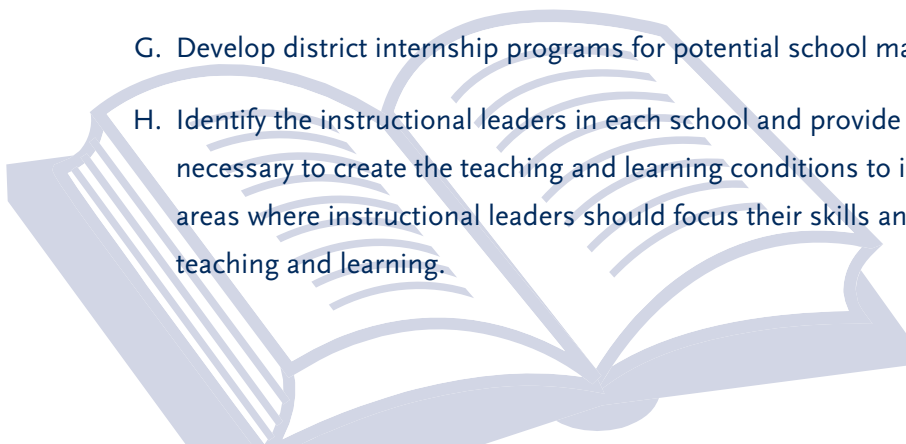 G. Develop district internship programs for potential school ma
H. Identify the instructional leaders in each school and provide
necessary to create the teaching and learning conditions to i
areas where instructional leaders should focus their skills an
teaching and learning.